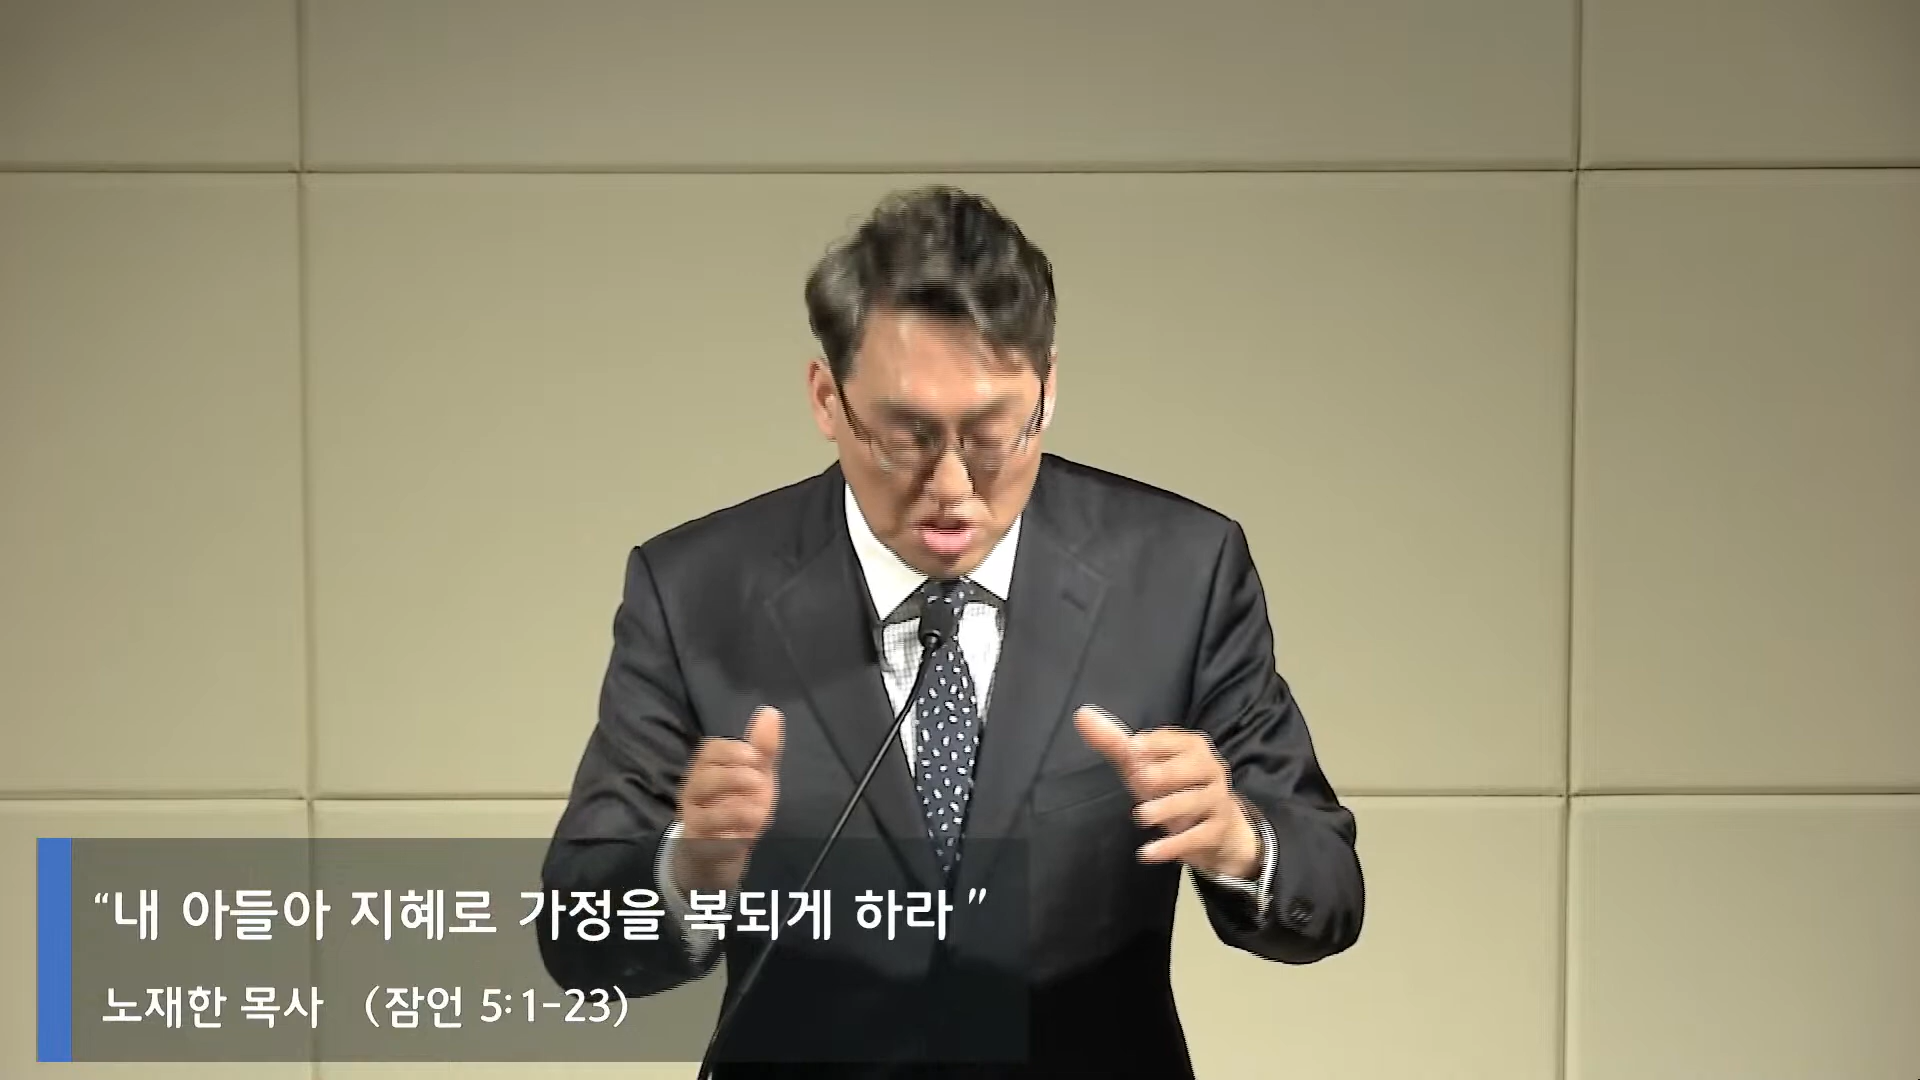 “내 아들아 지혜로 가정을 복되게 하라”
노재한 목사 (잠언 5:1-23)